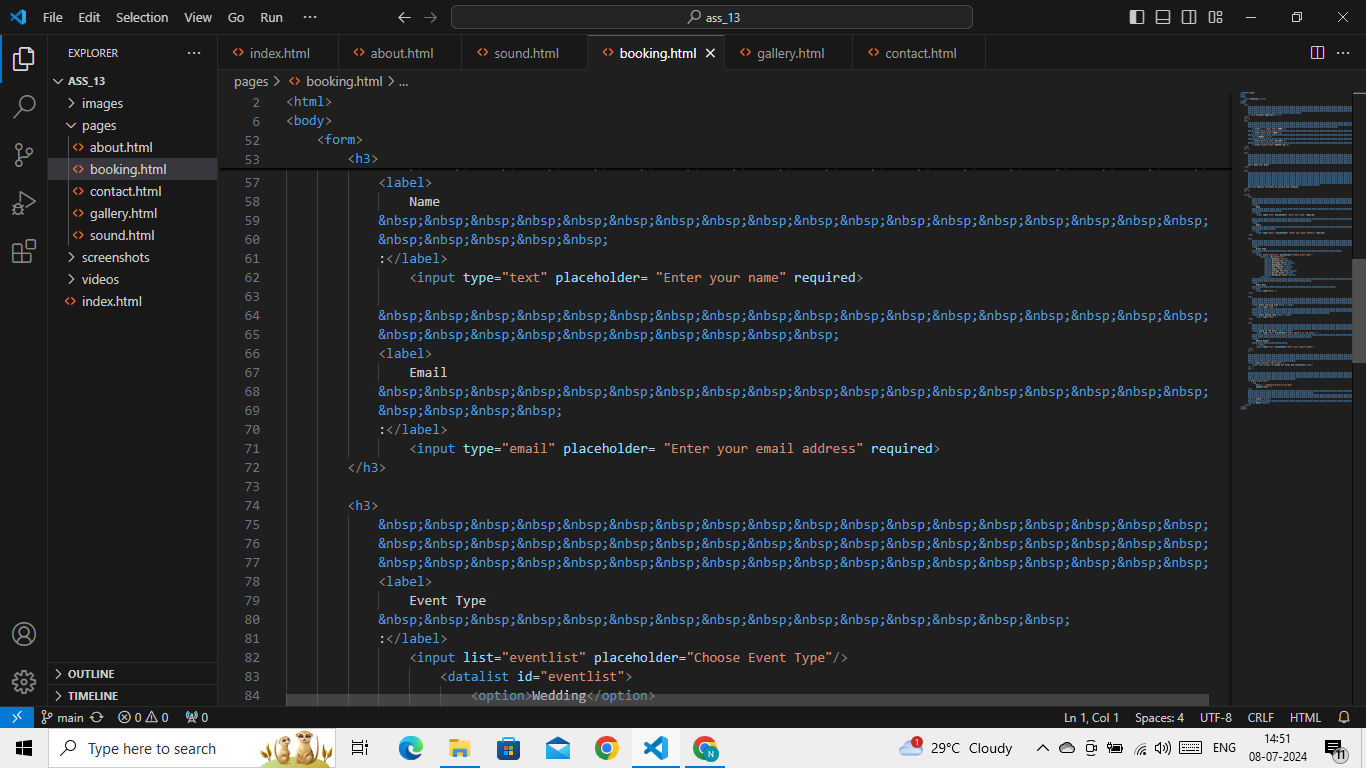 File Edit Selection View Go Run ··· ass_13
EXPLORER ···
ASS_13
images
pages
about.html
booking.html
contact.html
gallery.html
sound.html
screenshots
videos
index.html
OUTLINE
TIMELINE
index.html about.html sound.html booking.html gallery.html contact.html
pages > booking.html > ...
2 <html>
6 <body>
52 <form>
53 <h3>
57 <label>
58 Name
59 &nbsp;&nbsp;&nbsp;&nbsp;&nbsp;&nbsp;&nbsp;&nbsp;&nbsp;&nbsp;&nbsp;&nbsp;&nbsp;&nbsp;&nbsp;&nbsp;&nbsp;&nbsp;
60 &nbsp;&nbsp;&nbsp;&nbsp;&nbsp;
61 :</label>
62 <input type="text" placeholder= "Enter your name" required>
63
64 &nbsp;&nbsp;&nbsp;&nbsp;&nbsp;&nbsp;&nbsp;&nbsp;&nbsp;&nbsp;&nbsp;&nbsp;&nbsp;&nbsp;&nbsp;&nbsp;&nbsp;&nbsp;
65 &nbsp;&nbsp;&nbsp;&nbsp;&nbsp;&nbsp;&nbsp;&nbsp;&nbsp;&nbsp;
66 <label>
67 Email
68 &nbsp;&nbsp;&nbsp;&nbsp;&nbsp;&nbsp;&nbsp;&nbsp;&nbsp;&nbsp;&nbsp;&nbsp;&nbsp;&nbsp;&nbsp;&nbsp;&nbsp;&nbsp;
69 &nbsp;&nbsp;&nbsp;&nbsp;
70 :</label>
71 <input type="email" placeholder= "Enter your email address" required>
72 </h3>
73
74 <h3>
75 &nbsp;&nbsp;&nbsp;&nbsp;&nbsp;&nbsp;&nbsp;&nbsp;&nbsp;&nbsp;&nbsp;&nbsp;&nbsp;&nbsp;&nbsp;&nbsp;&nbsp;&nbsp;
76 &nbsp;&nbsp;&nbsp;&nbsp;&nbsp;&nbsp;&nbsp;&nbsp;&nbsp;&nbsp;&nbsp;&nbsp;&nbsp;&nbsp;&nbsp;&nbsp;&nbsp;&nbsp;
77 &nbsp;&nbsp;&nbsp;&nbsp;&nbsp;&nbsp;&nbsp;&nbsp;&nbsp;&nbsp;&nbsp;&nbsp;&nbsp;&nbsp;&nbsp;&nbsp;&nbsp;&nbsp;
78 <label>
79 Event Type
80 &nbsp;&nbsp;&nbsp;&nbsp;&nbsp;&nbsp;&nbsp;&nbsp;&nbsp;&nbsp;&nbsp;&nbsp;&nbsp;&nbsp;&nbsp;
81 :</label>
82 <input list="eventlist" placeholder="Choose Event Type"/>
83 <datalist id="eventlist">
84 <option>Wedding</option>
main 0 0 0 Ln 1, Col 1 Spaces: 4 UTF-8 CRLF HTML
Type here to search 1 29°C Cloudy ENG 14:51
08-07-2024 11